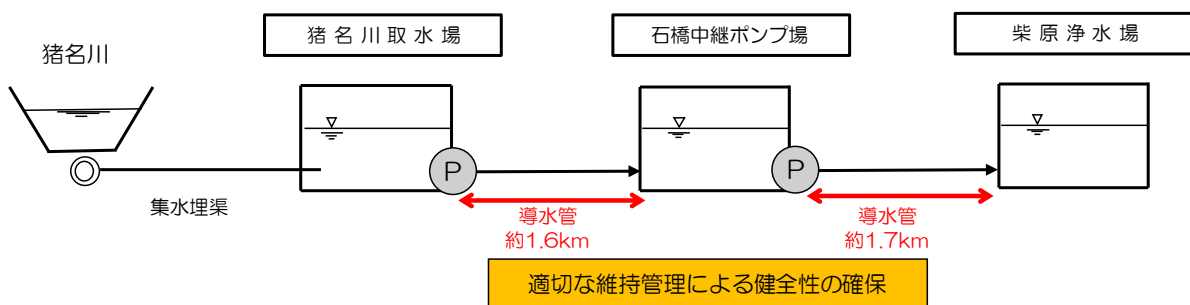 猪名川取水場
石橋中継ポンプ場
柴原浄水場
猪名川
P
P
集水埋渠
導水管
約1.6km
導水管
約1.7km
適切な維持管理による健全性の確保